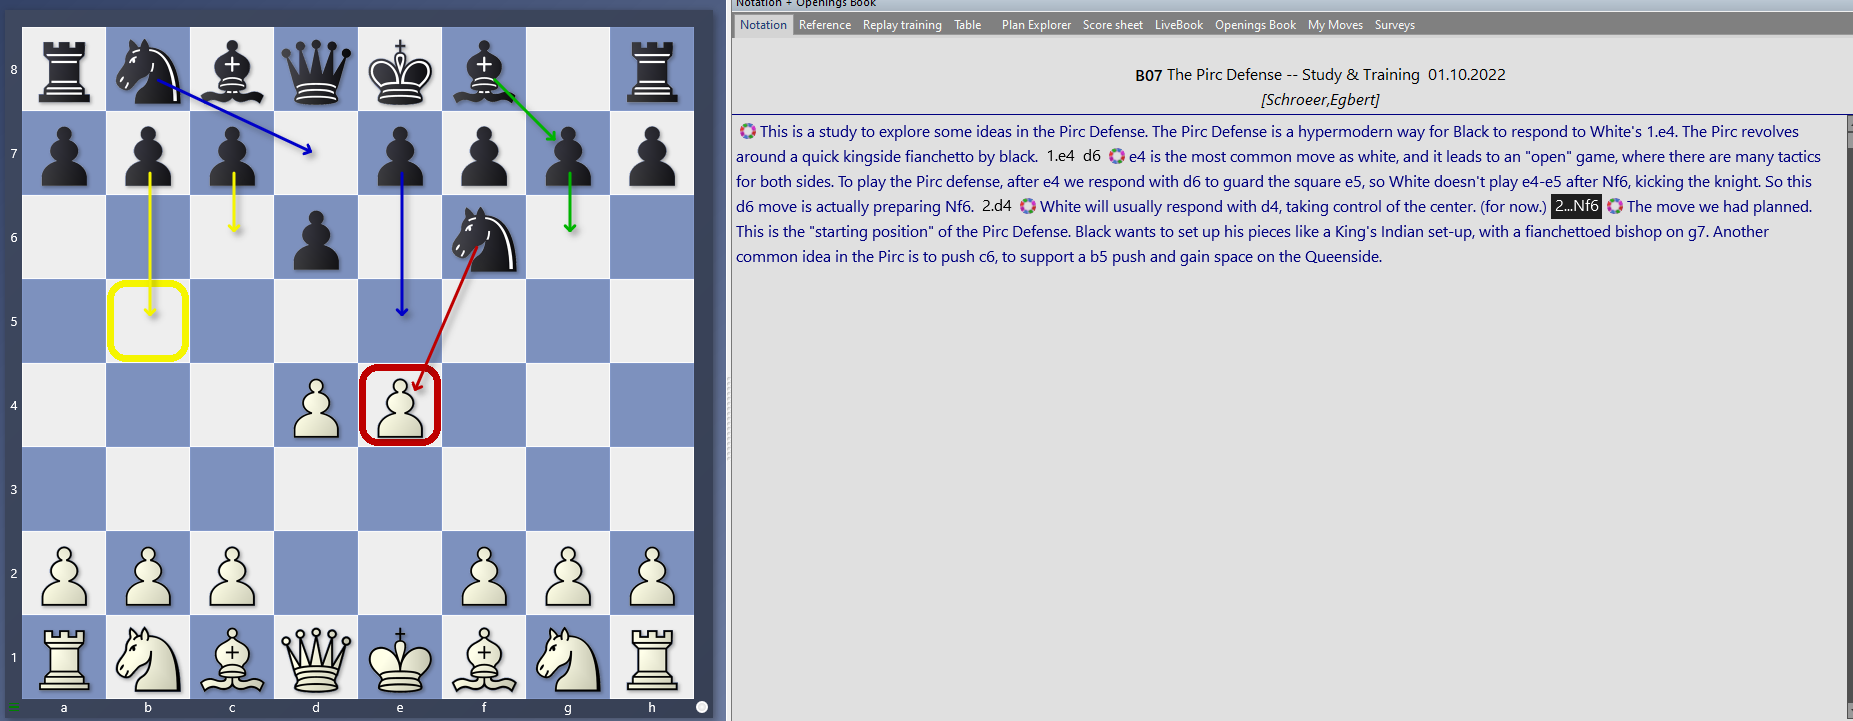 Notation + Openings Book
Notation Reference Replay training Table Plan Explorer Score sheet LiveBook Openings Book My Moves Surveys
B07 The Pirc Defense -- Study & Training 01.10.2022
[Schroeer,Egbert]
This is a study to explore some ideas in the Pirc Defense. The Pirc Defense is a hypermodern way for Black to respond to White's 1.e4. The Pirc revolves
around a quick kingside fianchetto by black. 1.e4 d6 e4 is the most common move as white, and it leads to an "open" game, where there are many tactics
for both sides. To play the Pirc defense, after e4 we respond with d6 to guard the square e5, so White doesn't play e4-e5 after Nf6, kicking the knight. So this
d6 move is actually preparing Nf6. 2.d4 White will usually respond with d4, taking control of the center. (for now.) 2...Nf6 The move we had planned.
This is the "starting position" of the Pirc Defense. Black wants to set up his pieces like a King's Indian set-up, with a fianchettoed bishop on g7. Another
common idea in the Pirc is to push c6, to support a b5 push and gain space on the Queenside.
8
7
6
5
4
3
2
1
a b c d e f g h